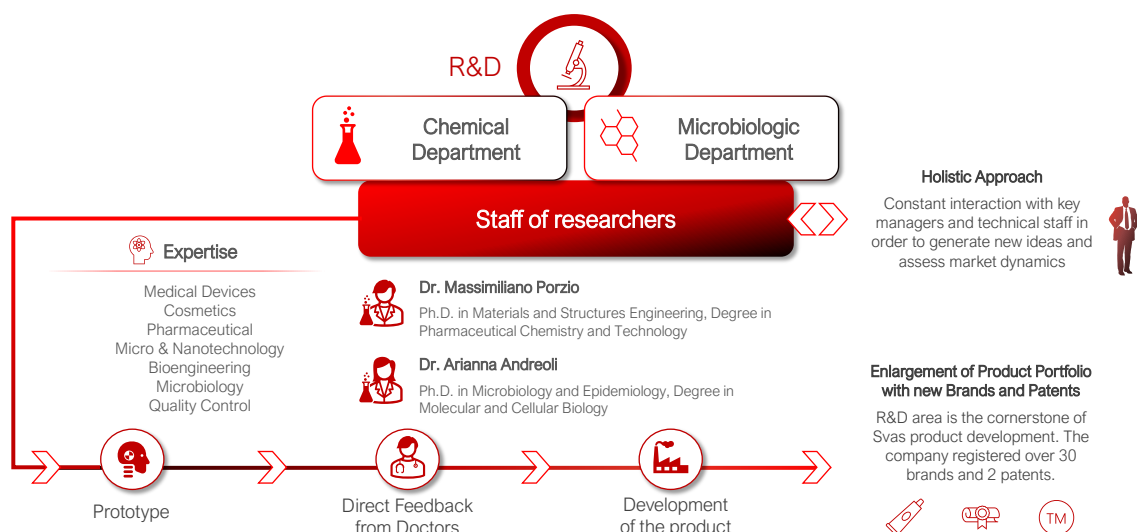 R&D
Chemical
Department
Microbiologic
Department
Staff of researchers
Holistic Approach
Constant interaction with key
managers and technical staff in
order to generate new ideas and
assess market dynamics
Expertise
Medical Devices
Cosmetics
Pharmaceutical
Micro & Nanotechnology
Bioengineering
Microbiology
Quality Control
Dr. Massimiliano Porzio
Ph.D. in Materials and Structures Engineering, Degree in
Pharmaceutical Chemistry and Technology
Dr. Arianna Andreoli
Ph.D. in Microbiology and Epidemiology, Degree in
Molecular and Cellular Biology
Enlargement of Product Portfolio
with new Brands and Patents
R&D area is the cornerstone of
Svas product development. The
company registered over 30
brands and 2 patents.
Prototype
Direct Feedback
from Doctors
Development
of the product
TM